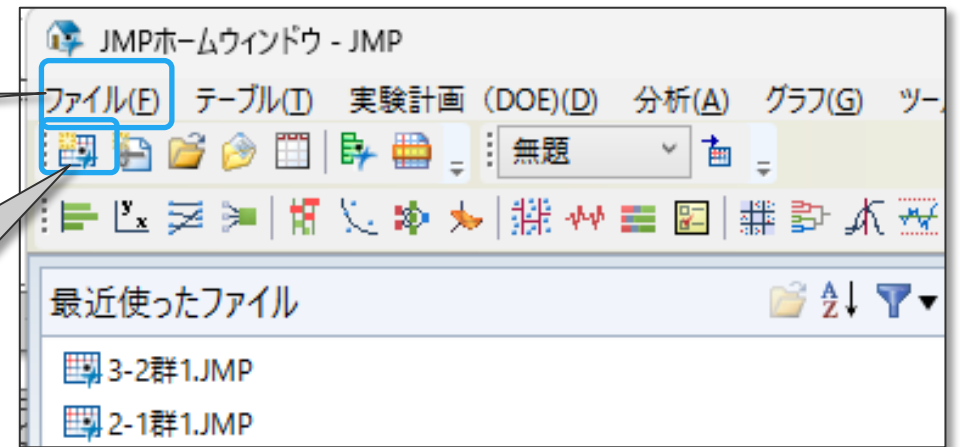 JMPホームウィンドウ - JMP
ファイル(F) テーブル(T) 実験計画（DOE)(D) 分析(A) グラフ(G) ツー
無題
最近使ったファイル
3-2群1.JMP
2-1群1.JMP